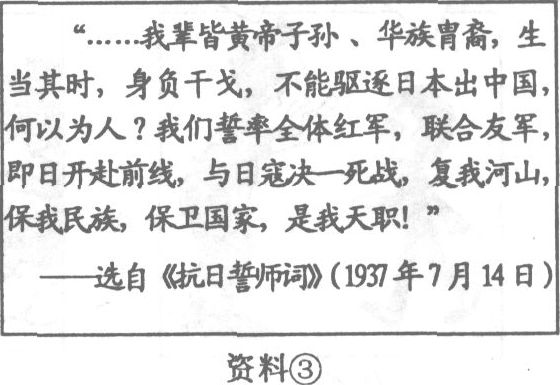 “……我辈皆黄帝子孙、华族胄裔，生
当其时，身负干戈，不能驱逐日本出中国，
何以为人？我们誓率全体红军，联合友军，
即日开赴前线，与日寇决一死战，复我河山，
保我民族，保卫国家，是我天职！”
——选自《抗日誓师词》（1937年7月14日）
资料③